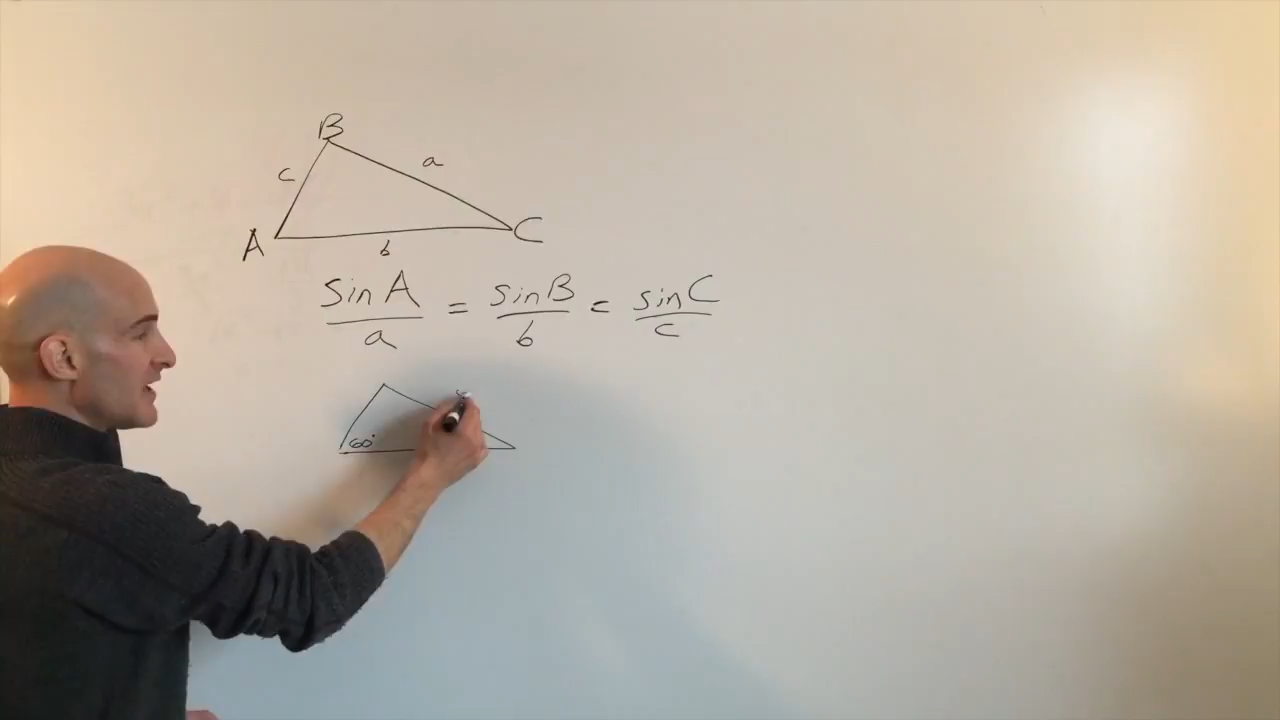 B
c a
A b C
sin A / a = sin B / b = sin C / c
60°